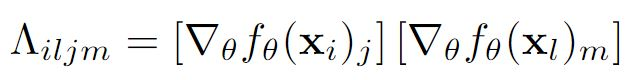 Λ_{iljm} = [∇_θ f_θ(x_i)_j] [∇_θ f_θ(x_l)_m]